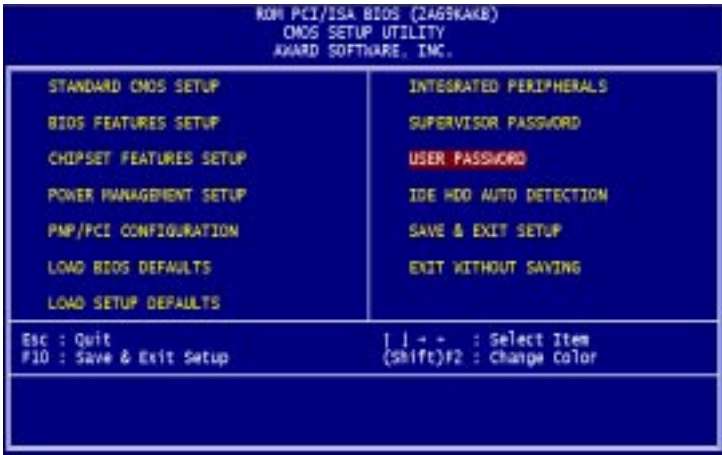 ROM PCI/ISA BIOS (2A69KAKB)
CMOS SETUP UTILITY
AWARD SOFTWARE, INC.
STANDARD CMOS SETUP
BIOS FEATURES SETUP
CHIPSET FEATURES SETUP
POWER MANAGEMENT SETUP
PNP/PCI CONFIGURATION
LOAD BIOS DEFAULTS
LOAD SETUP DEFAULTS
INTEGRATED PERIPHERALS
SUPERVISOR PASSWORD
USER PASSWORD
IDE HDD AUTO DETECTION
SAVE & EXIT SETUP
EXIT WITHOUT SAVING
Esc : Quit
F10 : Save & Exit Setup
↑ ↓ → ← : Select Item
(Shift)F2 : Change Color